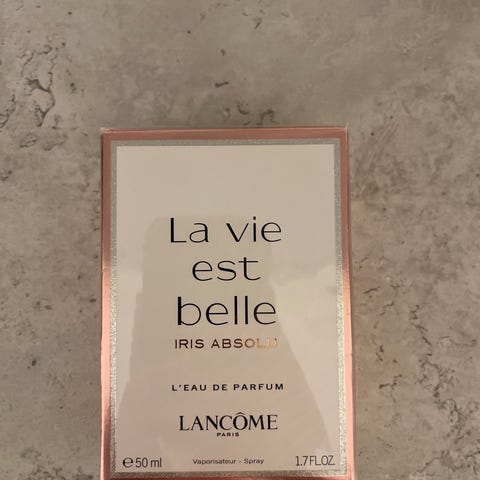 La vie
est
belle
IRIS ABSOLU
L'EAU DE PARFUM
LANCÔME
PARIS
℮ 50 ml Vaporisateur - Spray 1.7 FL.OZ.